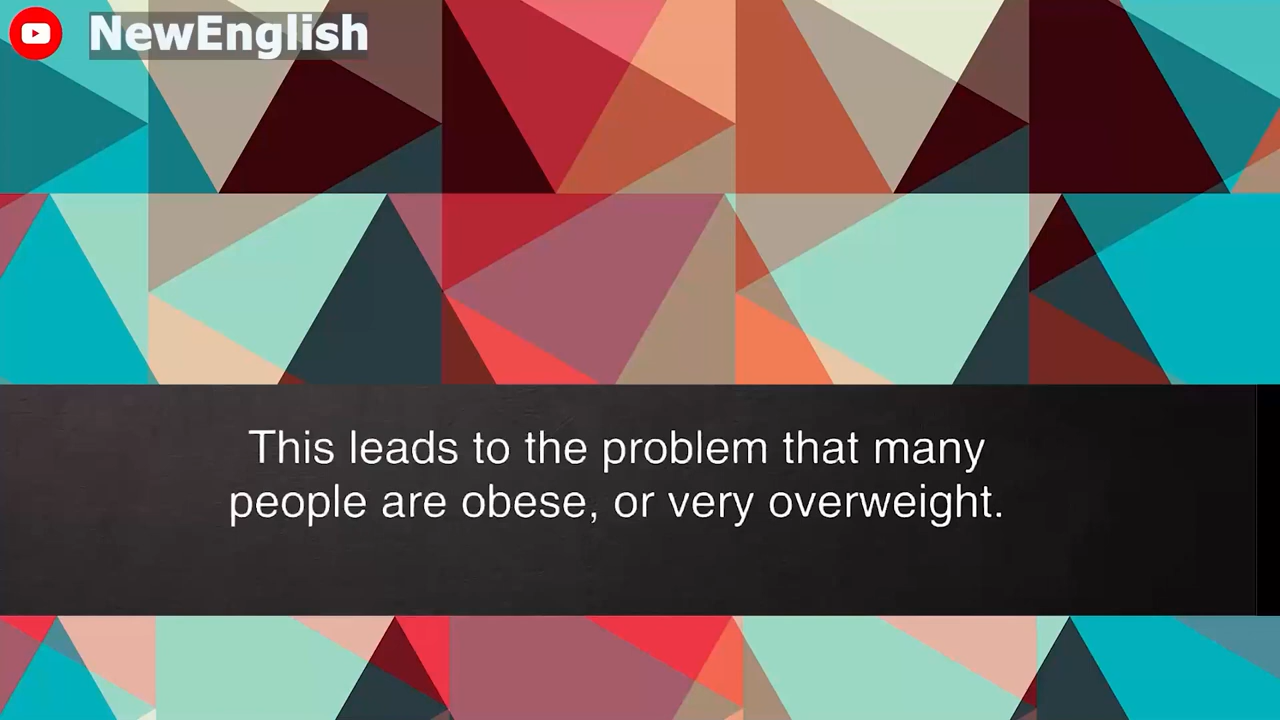 NewEnglish
This leads to the problem that many
people are obese, or very overweight.